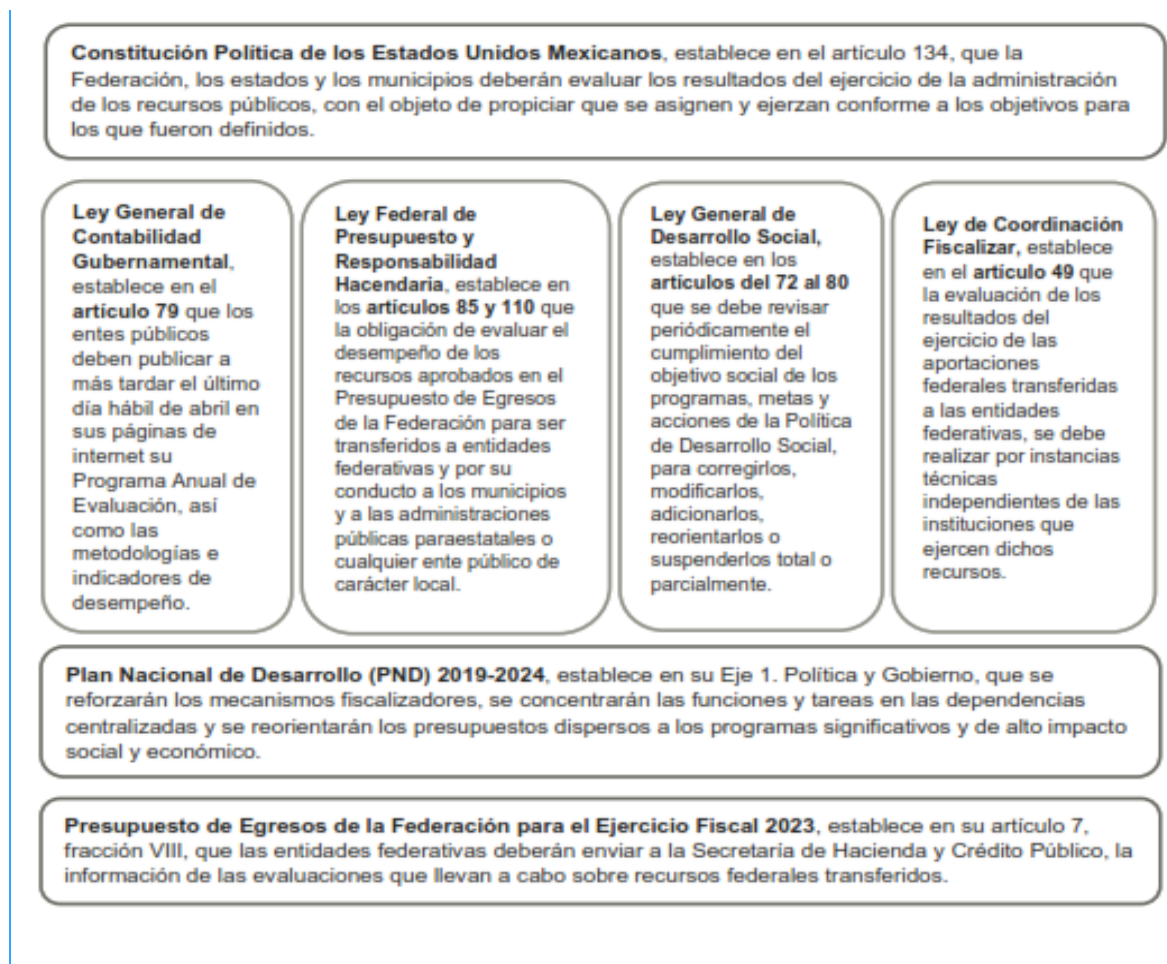 Constitución Política de los Estados Unidos Mexicanos, establece en el artículo 134, que la
Federación, los estados y los municipios deberán evaluar los resultados del ejercicio de la administración
de los recursos públicos, con el objeto de propiciar que se asignen y ejerzan conforme a los objetivos para
los que fueron definidos.
Ley General de
Contabilidad
Gubernamental,
establece en el
artículo 79 que los
entes públicos
deben publicar a
más tardar el último
día hábil de abril en
sus páginas de
internet su
Programa Anual de
Evaluación, así
como las
metodologías e
indicadores de
desempeño.
Ley Federal de
Presupuesto y
Responsabilidad
Hacendaria, establece en
los artículos 85 y 110 que
la obligación de evaluar el
desempeño de los
recursos aprobados en el
Presupuesto de Egresos
de la Federación para ser
transferidos a entidades
federativas y por su
conducto a los municipios
y a las administraciones
públicas paraestatales o
cualquier ente público de
carácter local.
Ley General de
Desarrollo Social,
establece en los
artículos del 72 al 80
que se debe revisar
periódicamente el
cumplimiento del
objetivo social de los
programas, metas y
acciones de la Política
de Desarrollo Social,
para corregirlos,
modificarlos,
adicionarlos,
reorientarlos o
suspenderlos total o
parcialmente.
Ley de Coordinación
Fiscalizar, establece
en el artículo 49 que
la evaluación de los
resultados del
ejercicio de las
aportaciones
federales transferidas
a las entidades
federativas, se debe
realizar por instancias
técnicas
independientes de las
instituciones que
ejercen dichos
recursos.
Plan Nacional de Desarrollo (PND) 2019-2024, establece en su Eje 1. Política y Gobierno, que se
reforzarán los mecanismos fiscalizadores, se concentrarán las funciones y tareas en las dependencias
centralizadas y se reorientarán los presupuestos dispersos a los programas significativos y de alto impacto
social y económico.
Presupuesto de Egresos de la Federación para el Ejercicio Fiscal 2023, establece en su artículo 7,
fracción VIII, que las entidades federativas deberán enviar a la Secretaría de Hacienda y Crédito Público, la
información de las evaluaciones que llevan a cabo sobre recursos federales transferidos.